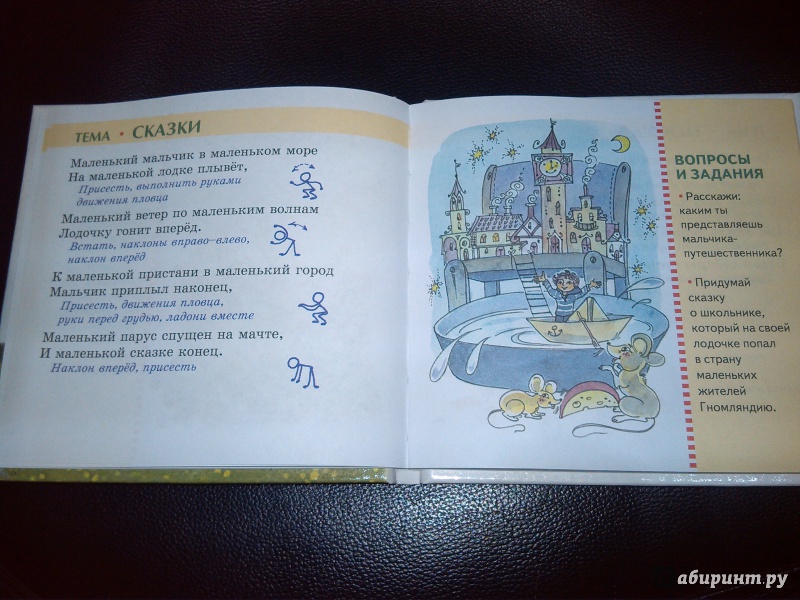 ТЕМА • СКАЗКИ
Маленький мальчик в маленьком море
На маленькой лодке плывёт,
Присесть, выполнить руками
движения пловца
Маленький ветер по маленьким волнам
Лодочку гонит вперёд.
Встать, наклоны вправо–влево,
наклон вперёд
К маленькой пристани в маленький город
Мальчик приплыл наконец,
Присесть, движения пловца,
руки перед грудью, ладони вместе
Маленький парус спущен на мачте,
И маленькой сказке конец.
Наклон вперёд, присесть
ВОПРОСЫ
И ЗАДАНИЯ
• Расскажи:
каким ты
представляешь
мальчика-
путешественника?
• Придумай
сказку
о школьнике,
который на своей
лодочке попал
в страну
маленьких
жителей
Гномляндию.
абиринт.ру